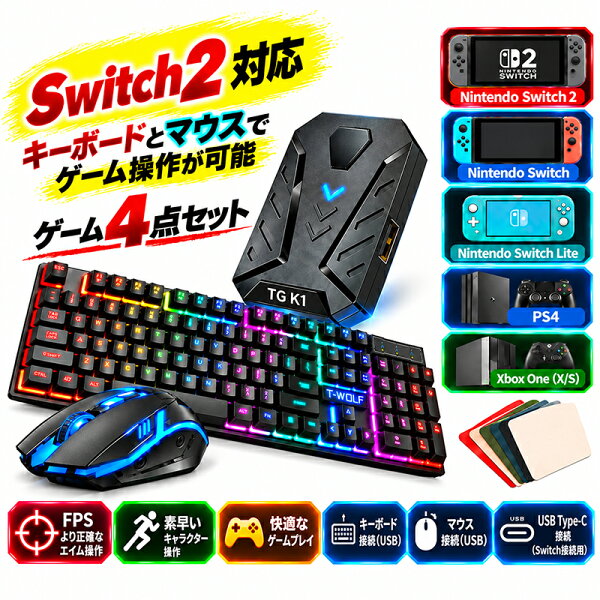 Switch2対応
キーボードとマウスで
ゲーム操作が可能
ゲーム4点セット
TG K1
T-WOLF
2
NINTENDO
SWITCH
Nintendo Switch 2
Nintendo Switch
Nintendo Switch Lite
PS4
Xbox One (X/S)
FPS
より正確な
エイム操作
素早い
キャラクター
操作
快適な
ゲームプレイ
キーボード
接続(USB)
マウス
接続(USB)
USB
USB Type-C
接続
(Switch接続用)